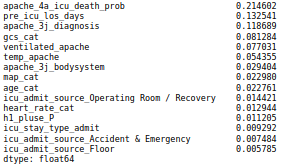 apache_4a_icu_death_prob 0.214602
pre_icu_los_days 0.132541
apache_3j_diagnosis 0.118689
gcs_cat 0.081284
ventilated_apache 0.077031
temp_apache 0.054355
apache_3j_bodysystem 0.029404
map_cat 0.022980
age_cat 0.022761
icu_admit_source_Operating Room / Recovery 0.014421
heart_rate_cat 0.012944
h1_pluse_P 0.011205
icu_stay_type_admit 0.009292
icu_admit_source_Accident & Emergency 0.007484
icu_admit_source_Floor 0.005785
dtype: float64